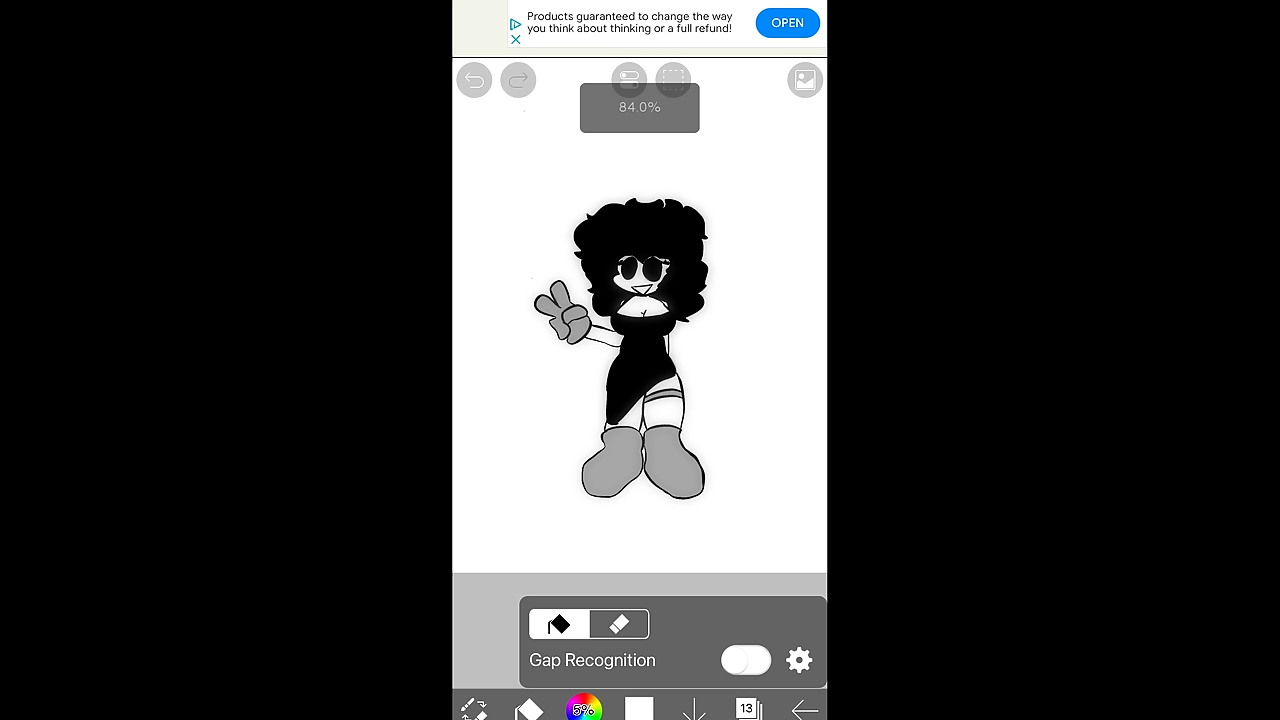 Products guaranteed to change the way
you think about thinking or a full refund!
OPEN
84.0%
Gap Recognition
5%
13